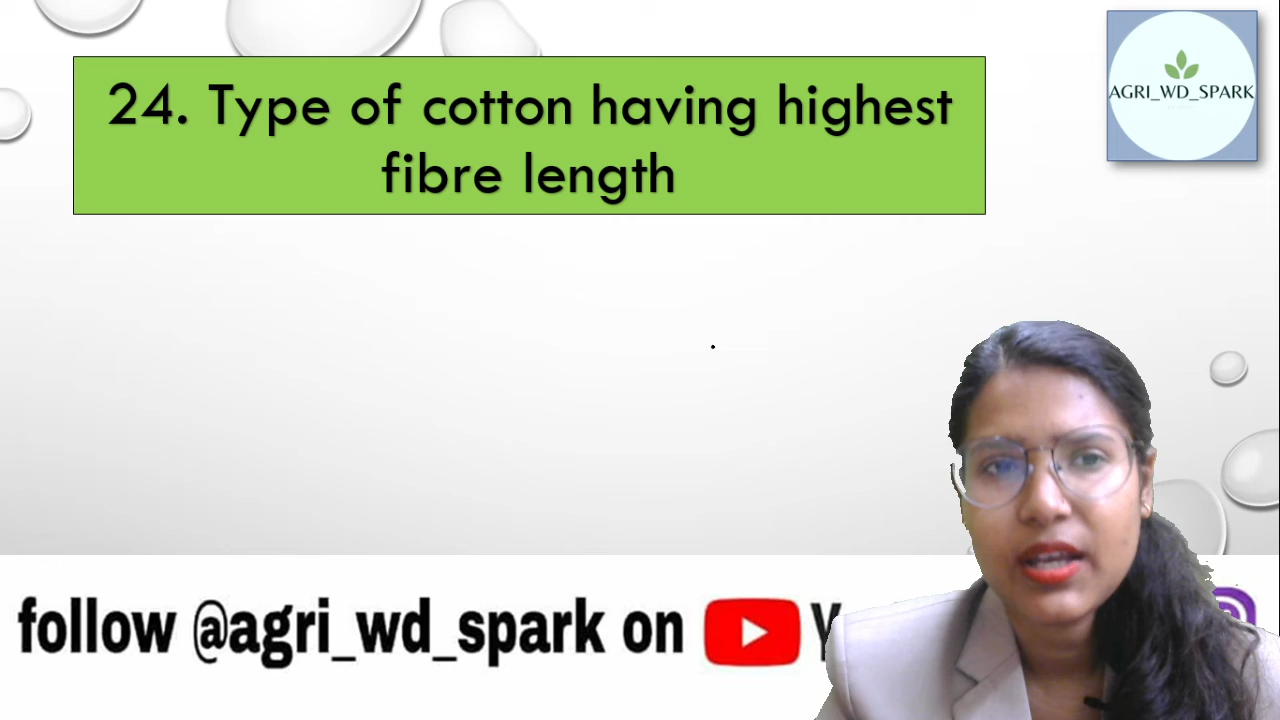 24. Type of cotton having highest
fibre length
AGRI_WD_SPARK
follow @agri_wd_spark on